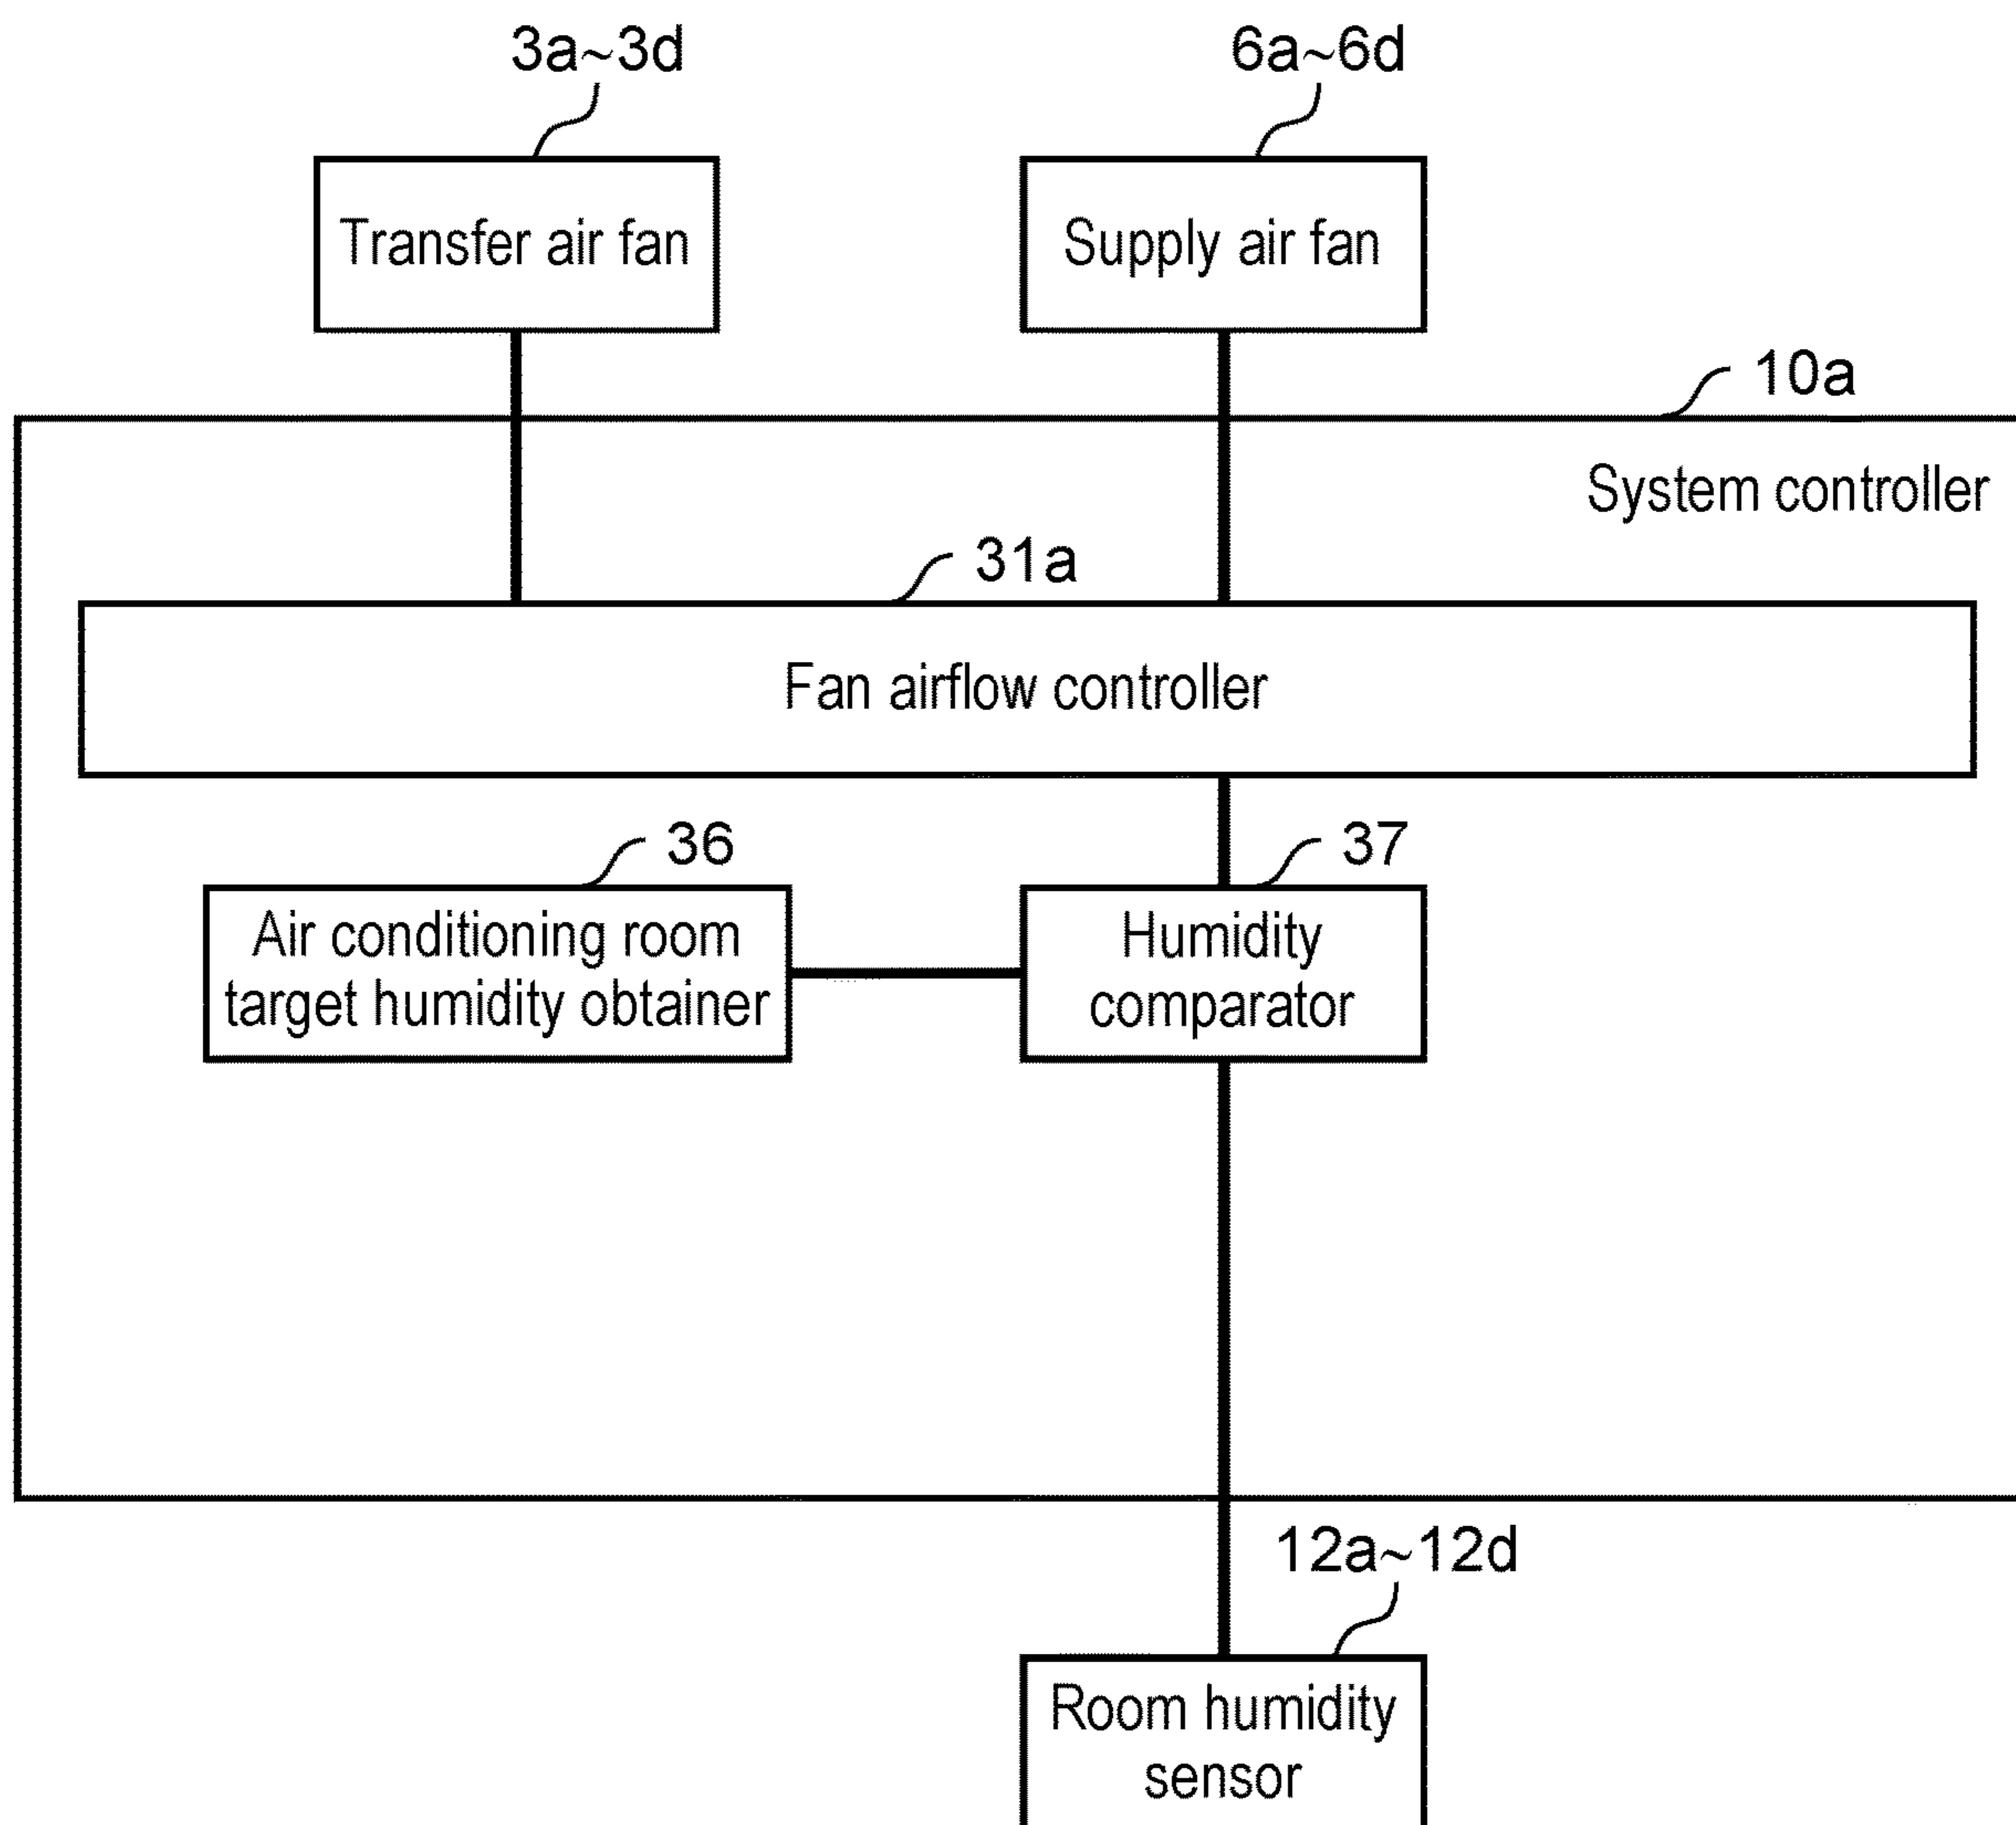 3a~3d
6a~6d
Transfer air fan
Supply air fan
10a
System controller
31a
Fan airflow controller
36
37
Air conditioning room
target humidity obtainer
Humidity
comparator
12a~12d
Room humidity
sensor